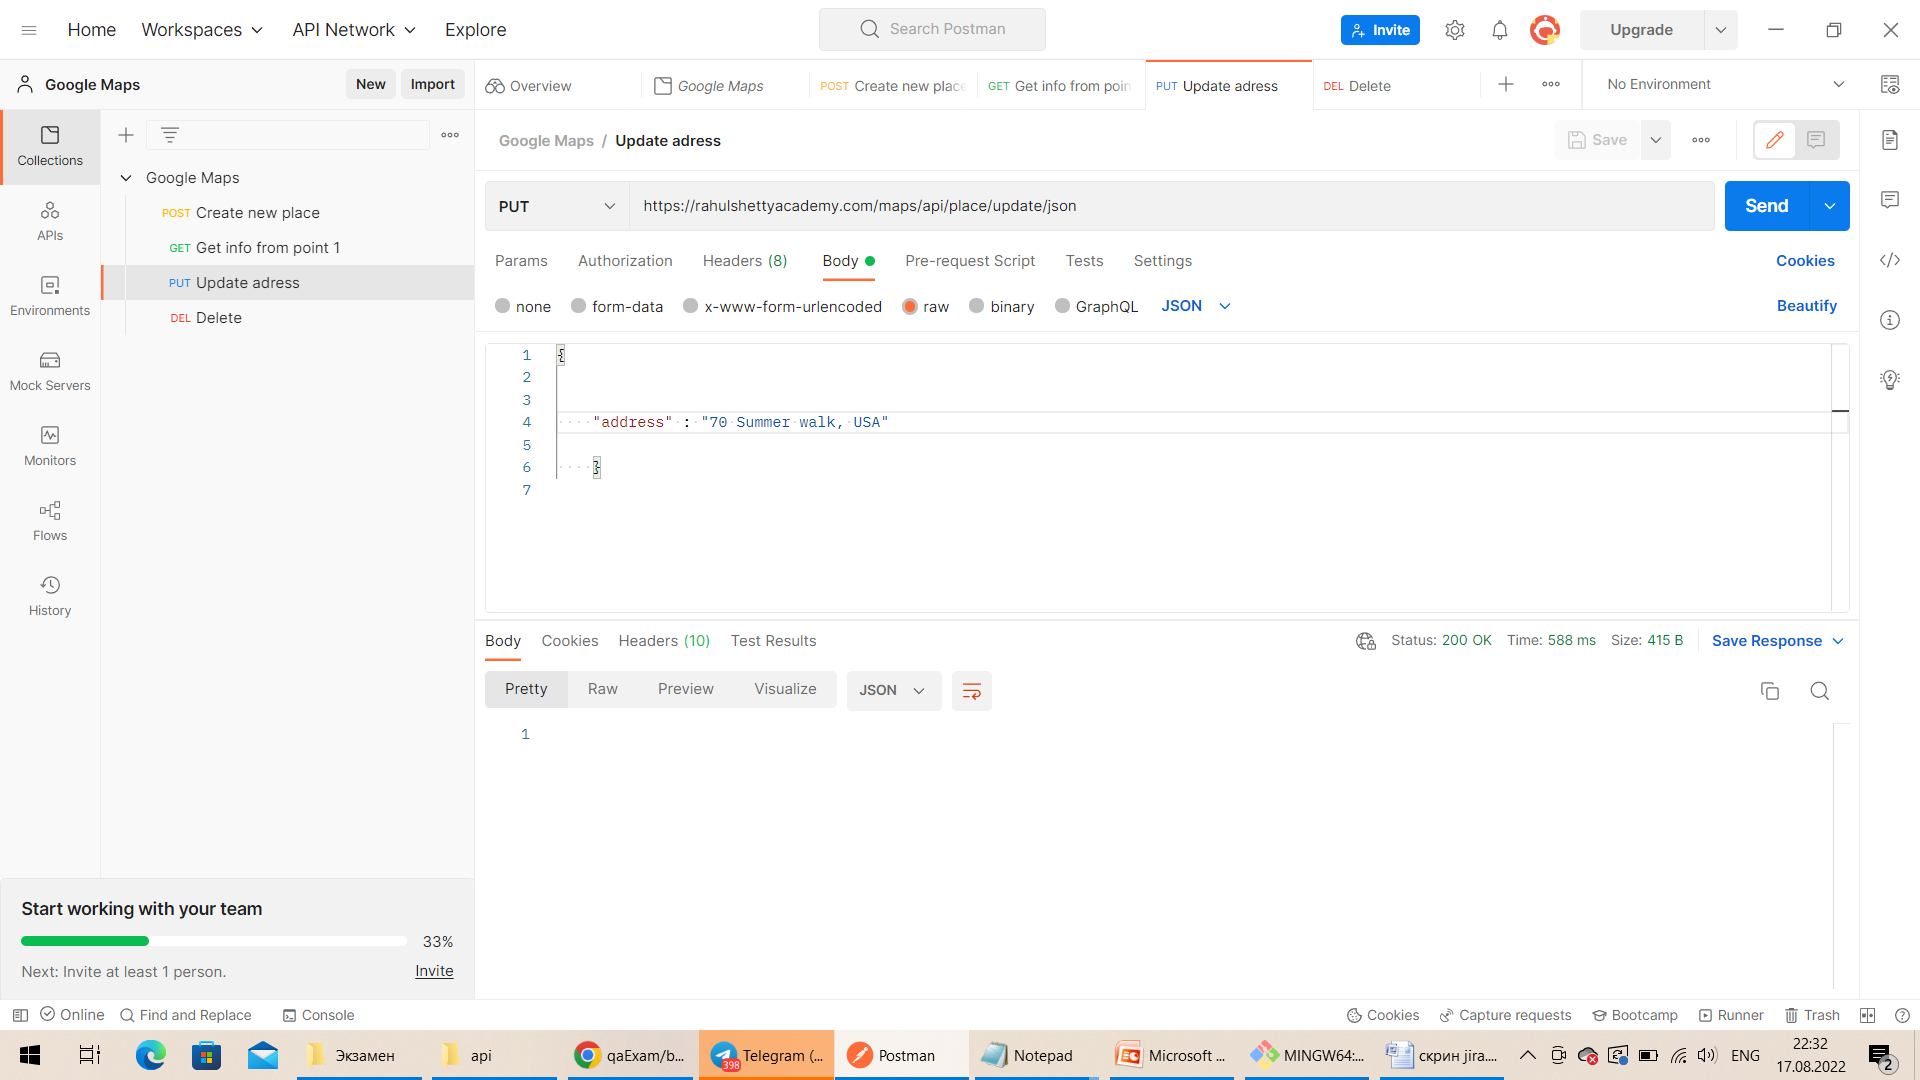 Home Workspaces API Network Explore Search Postman Invite Upgrade
Google Maps New Import Overview Google Maps POST Create new place GET Get info from poin PUT Update adress DEL Delete No Environment
Collections
APIs
Environments
Mock Servers
Monitors
Flows
History
Google Maps
POST Create new place
GET Get info from point 1
PUT Update adress
DEL Delete
Google Maps / Update adress Save
PUT https://rahulshettyacademy.com/maps/api/place/update/json Send
Params Authorization Headers (8) Body Pre-request Script Tests Settings Cookies
none form-data x-www-form-urlencoded raw binary GraphQL JSON Beautify
1 {
2
3
4 "address" : "70 Summer walk, USA"
5
6 }
7
Body Cookies Headers (10) Test Results Status: 200 OK Time: 588 ms Size: 415 B Save Response
Pretty Raw Preview Visualize JSON
1
Start working with your team
33%
Next: Invite at least 1 person. Invite
Online Find and Replace Console Cookies Capture requests Bootcamp Runner Trash
Экзамен api qaExam/b... 398 Telegram (... Postman Notepad Microsoft ... MINGW64:... скрин jira.... ENG 22:32
17.08.2022 2